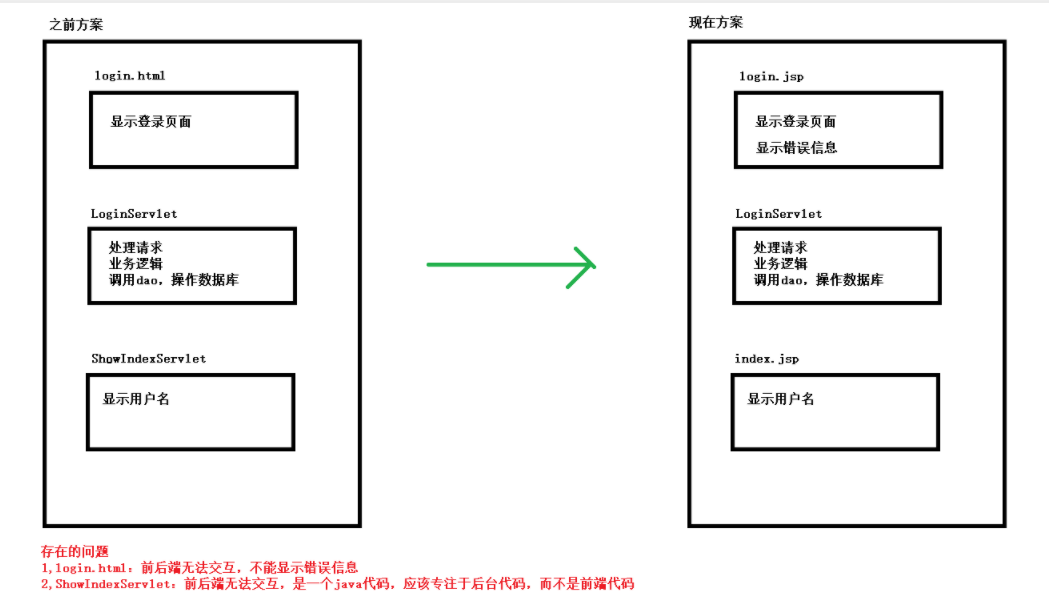 之前方案
login.html
显示登录页面
LoginServlet
处理请求
业务逻辑
调用dao，操作数据库
ShowIndexServlet
显示用户名
现在方案
login.jsp
显示登录页面
显示错误信息
LoginServlet
处理请求
业务逻辑
调用dao，操作数据库
index.jsp
显示用户名
存在的问题
1,login.html：前后端无法交互，不能显示错误信息
2,ShowIndexServlet：前后端无法交互，是一个java代码，应该专注于后台代码，而不是前端代码